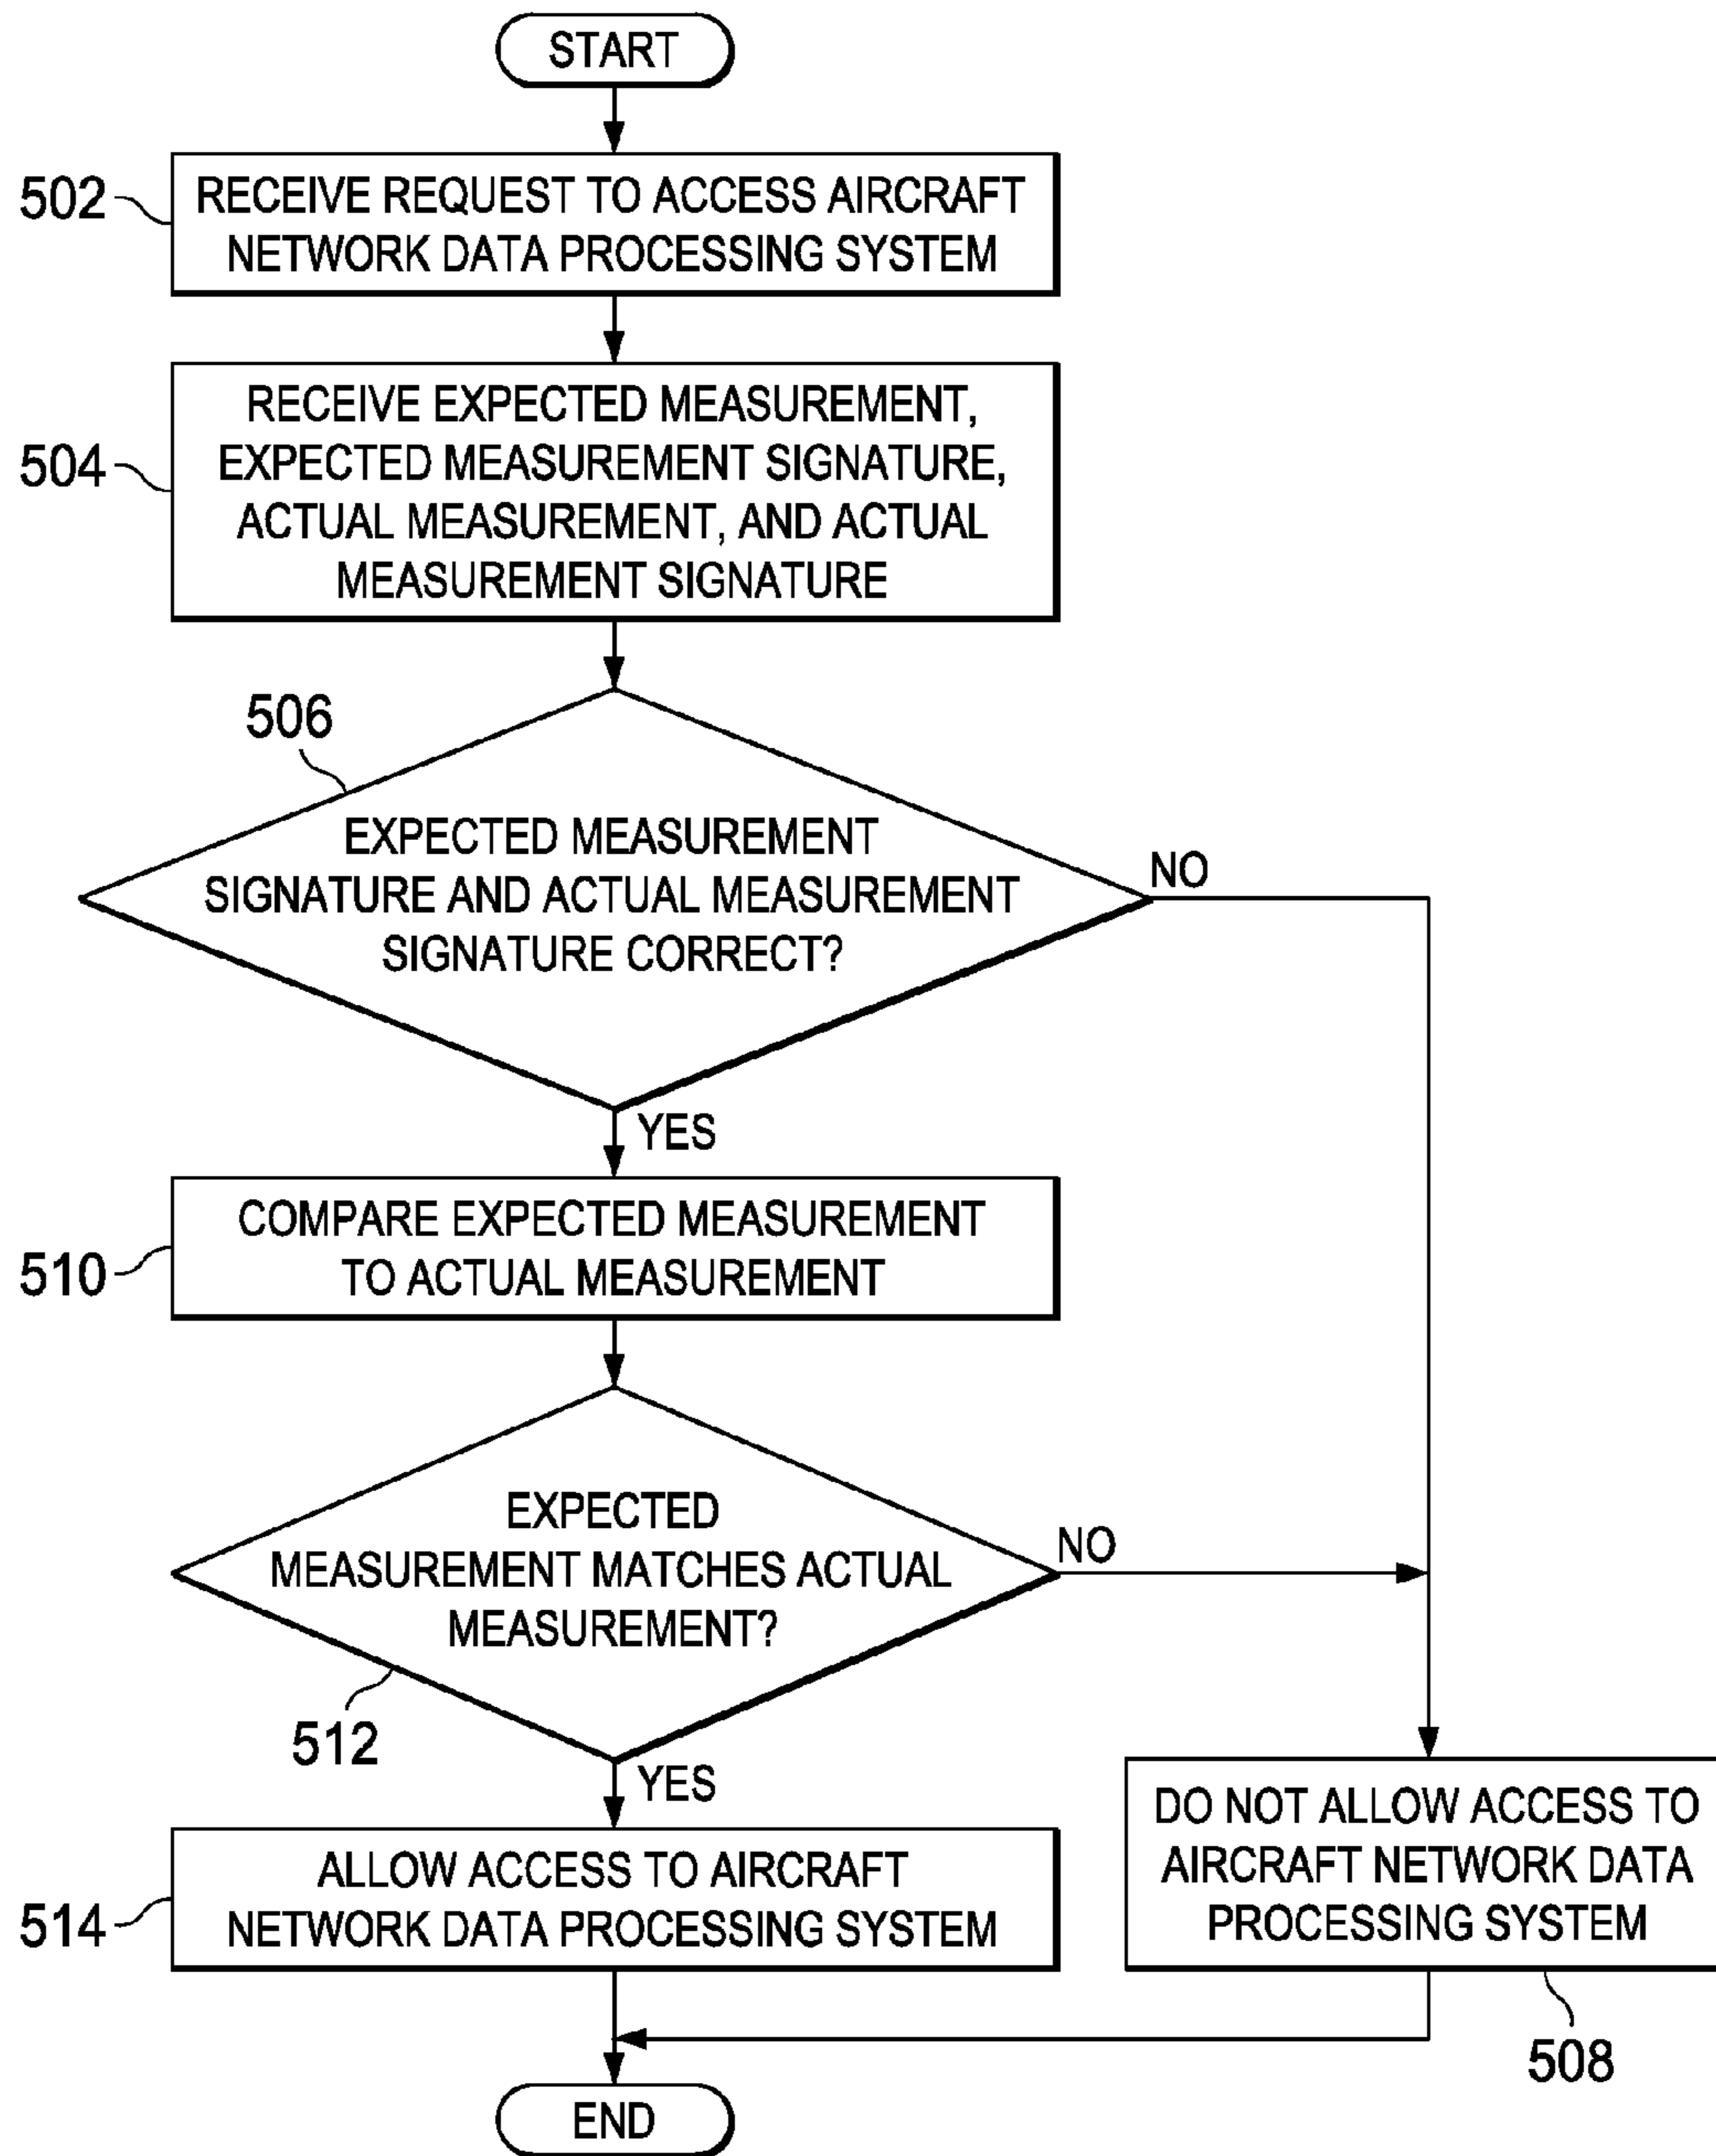 START
502
RECEIVE REQUEST TO ACCESS AIRCRAFT
NETWORK DATA PROCESSING SYSTEM
504
RECEIVE EXPECTED MEASUREMENT,
EXPECTED MEASUREMENT SIGNATURE,
ACTUAL MEASUREMENT, AND ACTUAL
MEASUREMENT SIGNATURE
506
EXPECTED MEASUREMENT
SIGNATURE AND ACTUAL MEASUREMENT
SIGNATURE CORRECT?
NO
YES
510
COMPARE EXPECTED MEASUREMENT
TO ACTUAL MEASUREMENT
EXPECTED
MEASUREMENT MATCHES ACTUAL
MEASUREMENT?
NO
512
YES
514
ALLOW ACCESS TO AIRCRAFT
NETWORK DATA PROCESSING SYSTEM
DO NOT ALLOW ACCESS TO
AIRCRAFT NETWORK DATA
PROCESSING SYSTEM
508
END